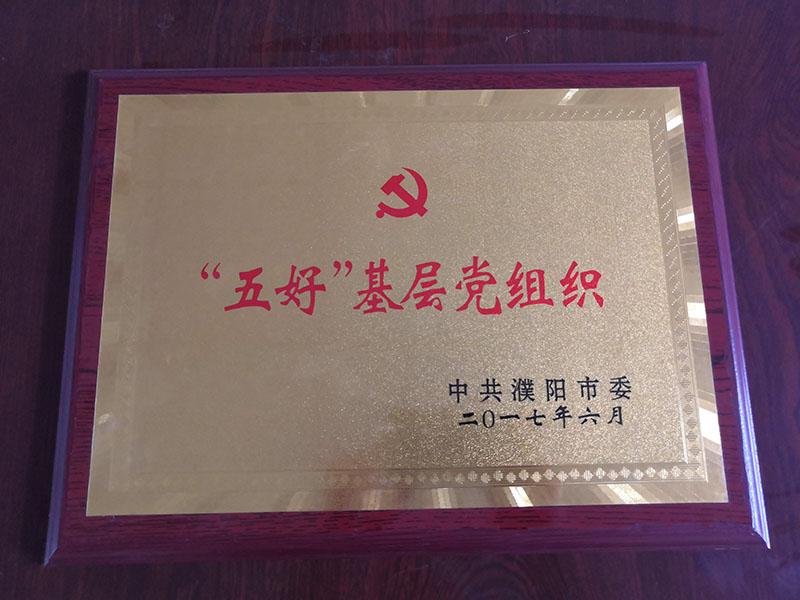 “五好”基层党组织
中共濮阳市委
二〇一七年六月